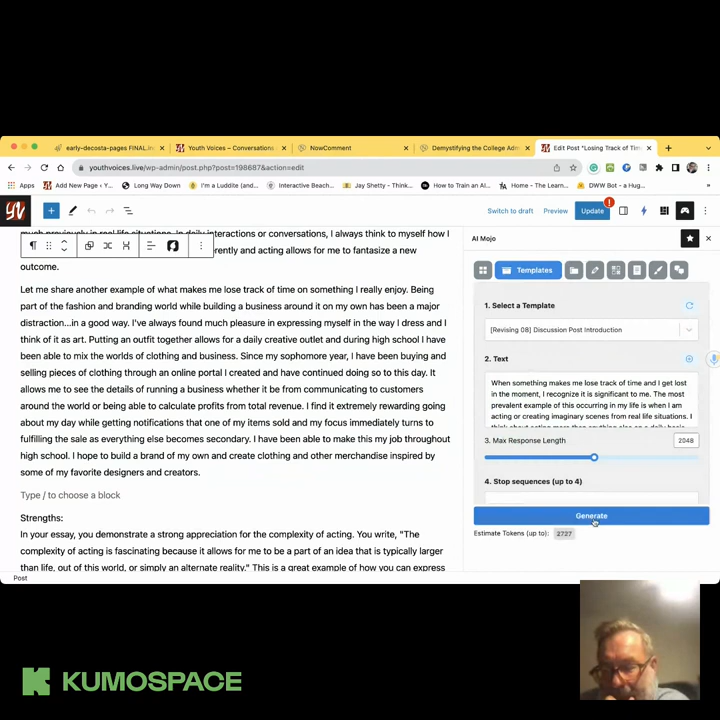 early-decosta-pages FINAL.in
Youth Voices – Conversations
NowComment
Demystifying the College Adm
Edit Post "Losing Track of Tim
youthvoices.live/wp-admin/post.php?post=198687&action=edit
Apps
Add New Page ‹ Y...
Long Way Down
I'm a Luddite (and...
Interactive Beach...
Jay Shetty - Think...
How to Train an AI...
Home - The Learn...
DWW Bot - a Hug...
YV
Switch to draft
Preview
Update
!
AI Mojo
much previously in real life situations. In daily interactions or conversations, I always think to myself how I
rently and acting allows for me to fantasize a new
outcome.
Let me share another example of what makes me lose track of time on something I really enjoy. Being
part of the fashion and branding world while building a business around it on my own has been a major
distraction...in a good way. I've always found much pleasure in expressing myself in the way I dress and I
think of it as art. Putting an outfit together allows for a daily creative outlet and during high school I have
been able to mix the worlds of clothing and business. Since my sophomore year, I have been buying and
selling pieces of clothing through an online portal I created and have continued doing so to this day. It
allows me to see the details of running a business whether it be from communicating to customers
around the world or being able to calculate profits from total revenue. I find it extremely rewarding going
about my day while getting notifications that one of my items sold and my focus immediately turns to
fulfilling the sale as everything else becomes secondary. I have been able to make this my job throughout
high school. I hope to build a brand of my own and create clothing and other merchandise inspired by
some of my favorite designers and creators.
Type / to choose a block
Strengths:
In your essay, you demonstrate a strong appreciation for the complexity of acting. You write, "The
complexity of acting is fascinating because it allows for me to be a part of an idea that is typically larger
than life, out of this world, or simply an alternate reality." This is a great example of how you can express
Post
Templates
1. Select a Template
[Revising 08] Discussion Post Introduction
2. Text
When something makes me lose track of time and I get lost
in the moment, I recognize it is significant to me. The most
prevalent example of this occurring in my life is when I am
acting or creating imaginary scenes from real life situations. I
think about acting more than anything else on a daily basis
3. Max Response Length
2048
4. Stop sequences (up to 4)
Generate
Estimate Tokens (up to):
2727
KUMOSPACE